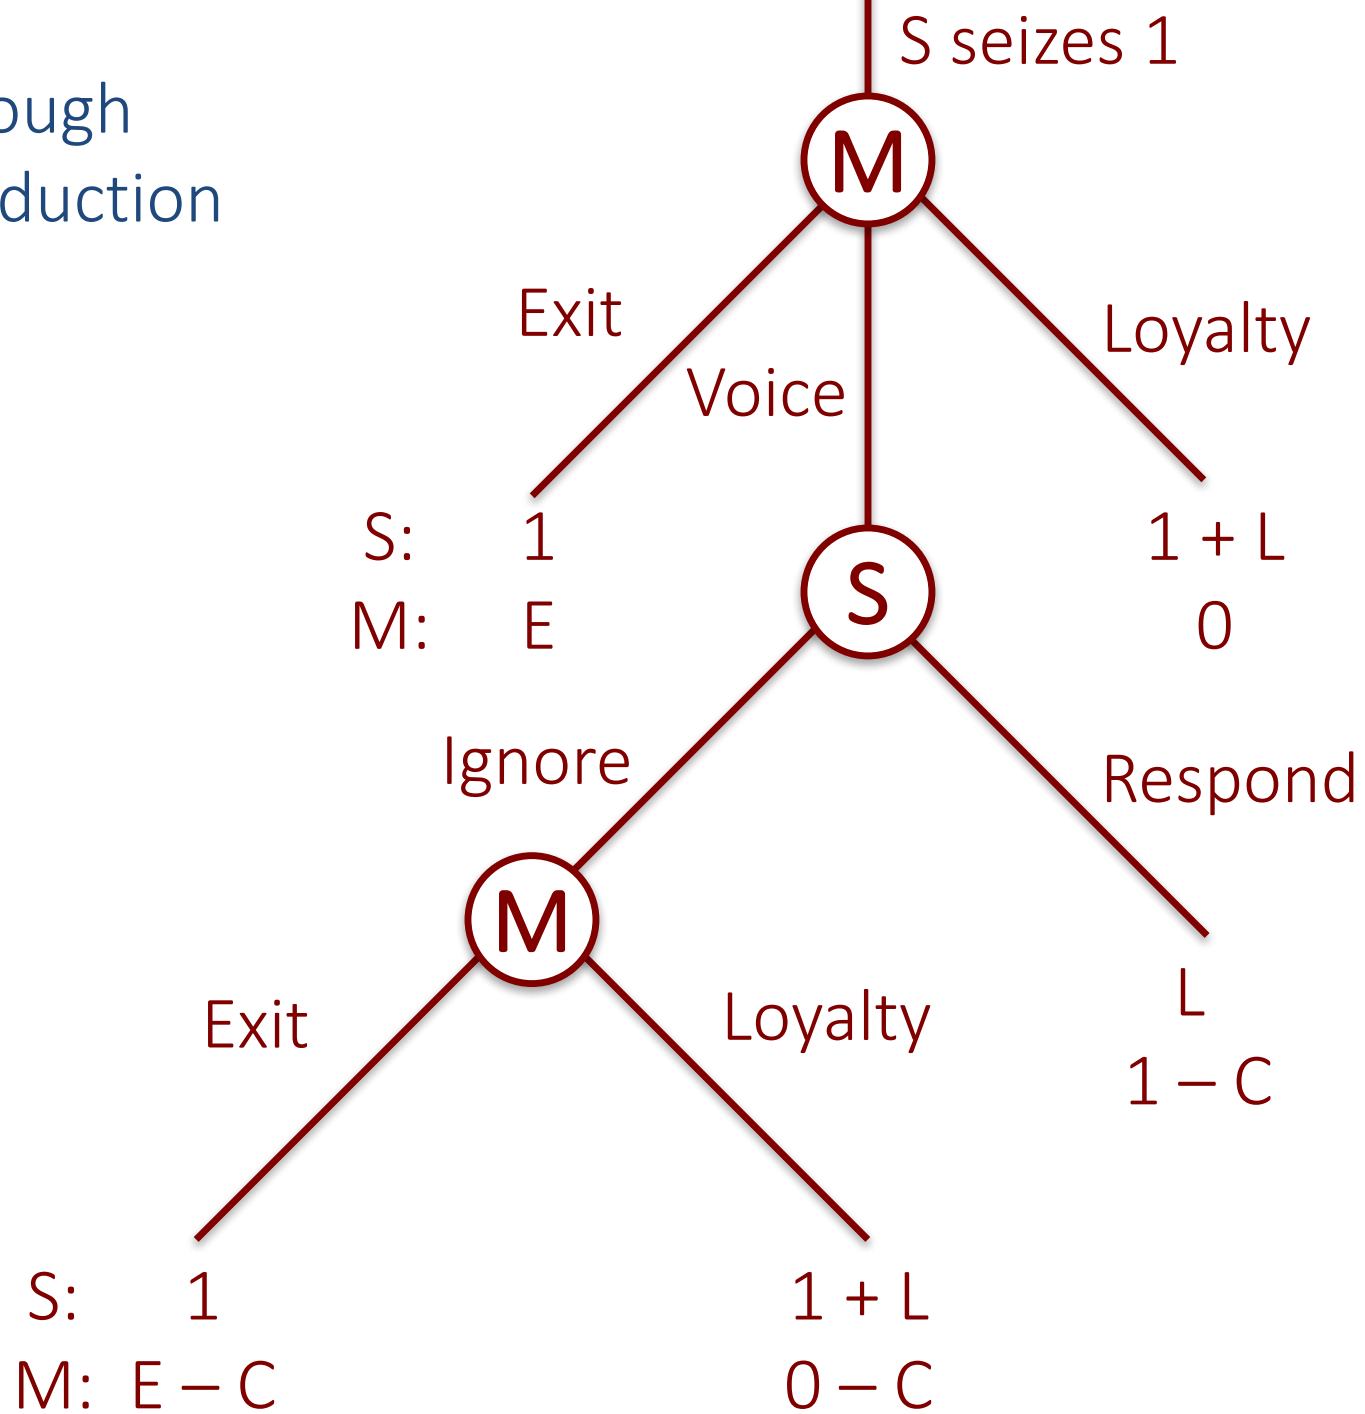 S seizes 1
ough
duction
M
Exit
Loyalty
Voice
S: 1 1 + L
M: E 0
S
Ignore
Respond
M
Exit
Loyalty
L
1 – C
S: 1 1 + L
M: E – C 0 – C